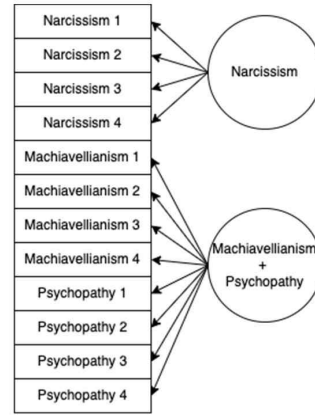 Narcissism 1
Narcissism 2
Narcissism 3
Narcissism 4
Machiavellianism 1
Machiavellianism 2
Machiavellianism 3
Machiavellianism 4
Psychopathy 1
Psychopathy 2
Psychopathy 3
Psychopathy 4
Narcissism
Machiavellianism
+
Psychopathy